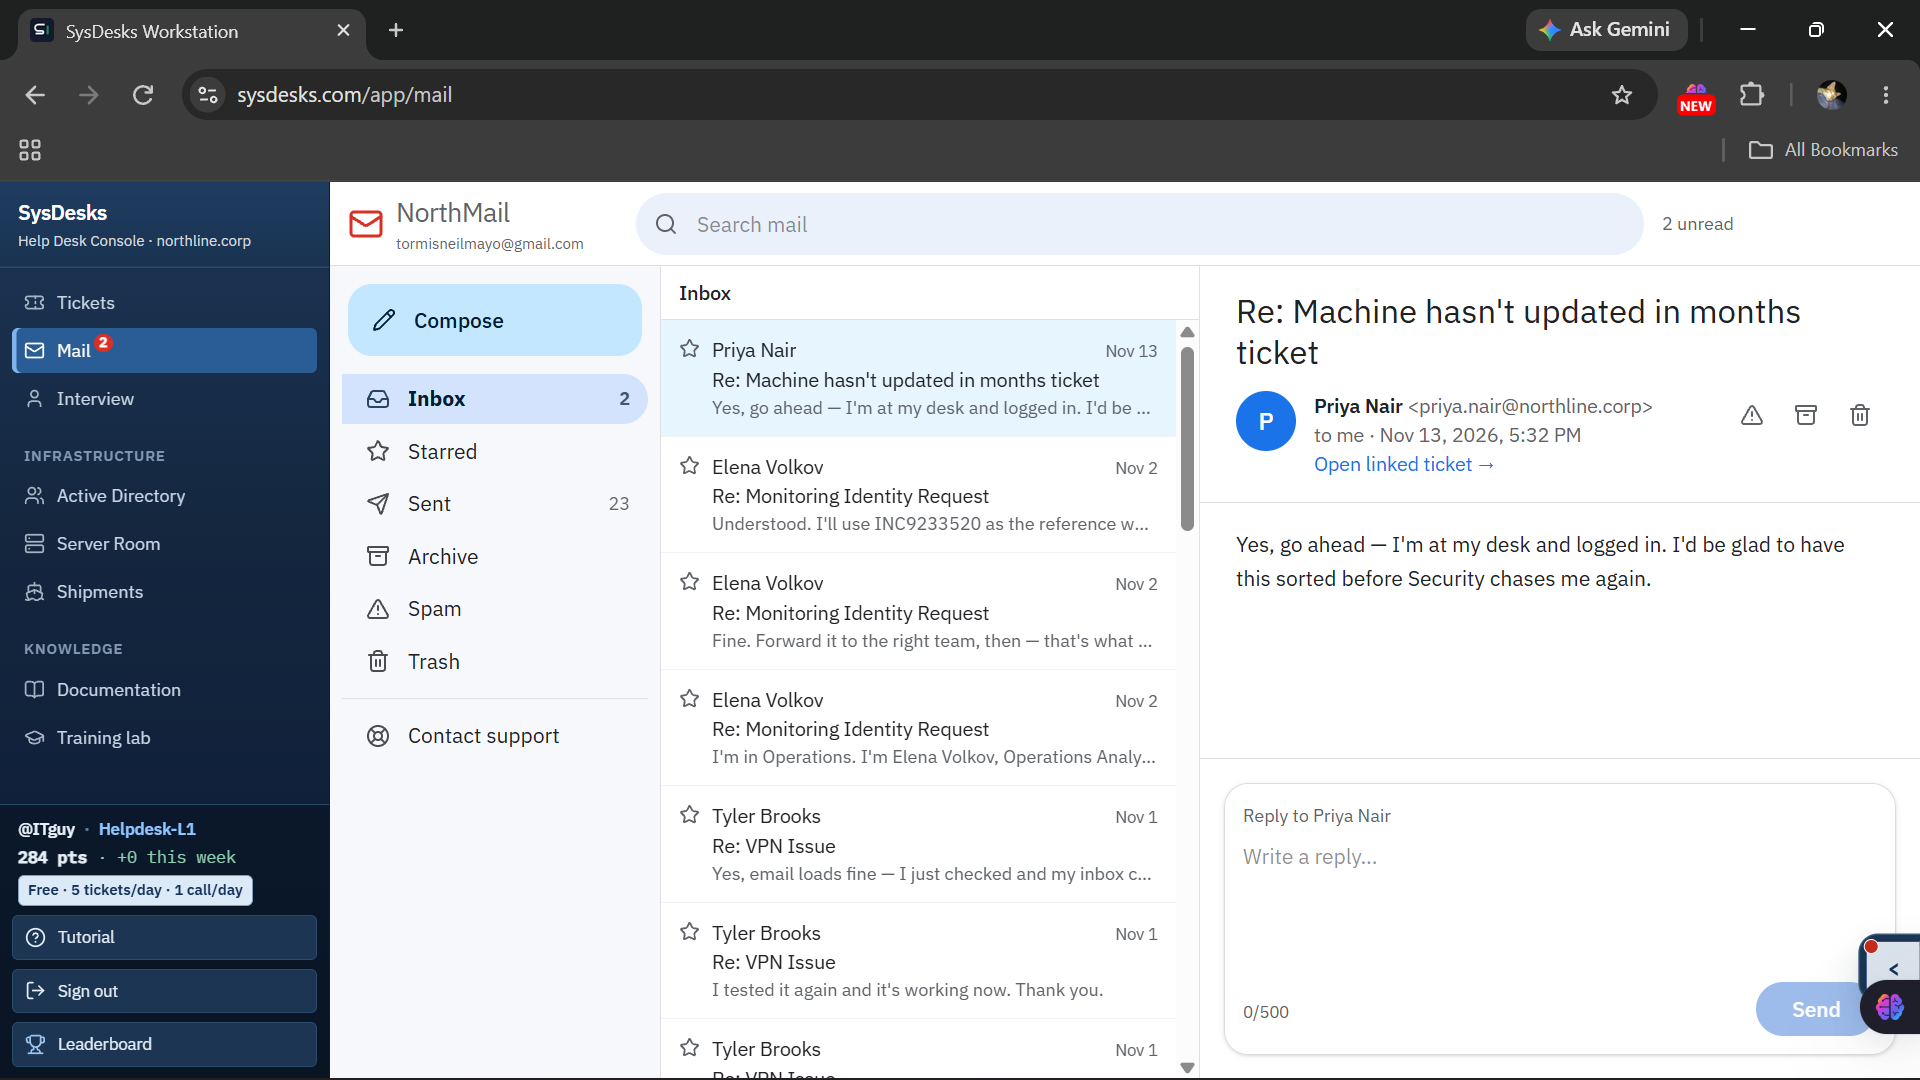 SysDesks Workstation
Ask Gemini
sysdesks.com/app/mail
NEW
All Bookmarks
SysDesks
Help Desk Console · northline.corp
Tickets
Mail 2
Interview
INFRASTRUCTURE
Active Directory
Server Room
Shipments
KNOWLEDGE
Documentation
Training lab
@ITguy · Helpdesk-L1
284 pts · +0 this week
Free · 5 tickets/day · 1 call/day
Tutorial
Sign out
Leaderboard
NorthMail
tormisneilmayo@gmail.com
Search mail
2 unread
Compose
Inbox 2
Starred
Sent 23
Archive
Spam
Trash
Contact support
Inbox
Priya Nair Nov 13
Re: Machine hasn't updated in months ticket
Yes, go ahead — I'm at my desk and logged in. I'd be ...
Elena Volkov Nov 2
Re: Monitoring Identity Request
Understood. I'll use INC9233520 as the reference w...
Elena Volkov Nov 2
Re: Monitoring Identity Request
Fine. Forward it to the right team, then — that's what ...
Elena Volkov Nov 2
Re: Monitoring Identity Request
I'm in Operations. I'm Elena Volkov, Operations Analy...
Tyler Brooks Nov 1
Re: VPN Issue
Yes, email loads fine — I just checked and my inbox c...
Tyler Brooks Nov 1
Re: VPN Issue
I tested it again and it's working now. Thank you.
Tyler Brooks Nov 1
Re: VPN Issue
Re: Machine hasn't updated in months
ticket
P
Priya Nair <priya.nair@northline.corp>
to me · Nov 13, 2026, 5:32 PM
Open linked ticket →
Yes, go ahead — I'm at my desk and logged in. I'd be glad to have
this sorted before Security chases me again.
Reply to Priya Nair
Write a reply...
0/500
Send